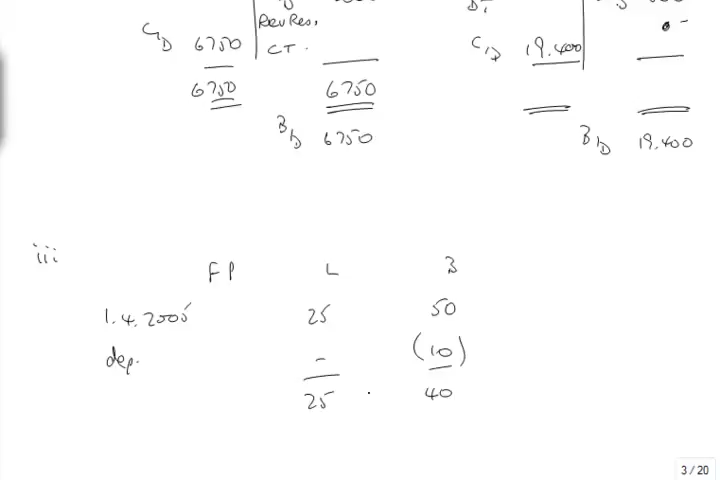 Rev Res.
C/D 6750 CT. C/D 19.400
6750 6750
B/D 6750 B/D 19.400
iii
FP L B
1.4.2005 25 50
dep. - (10)
25 40
3 / 20